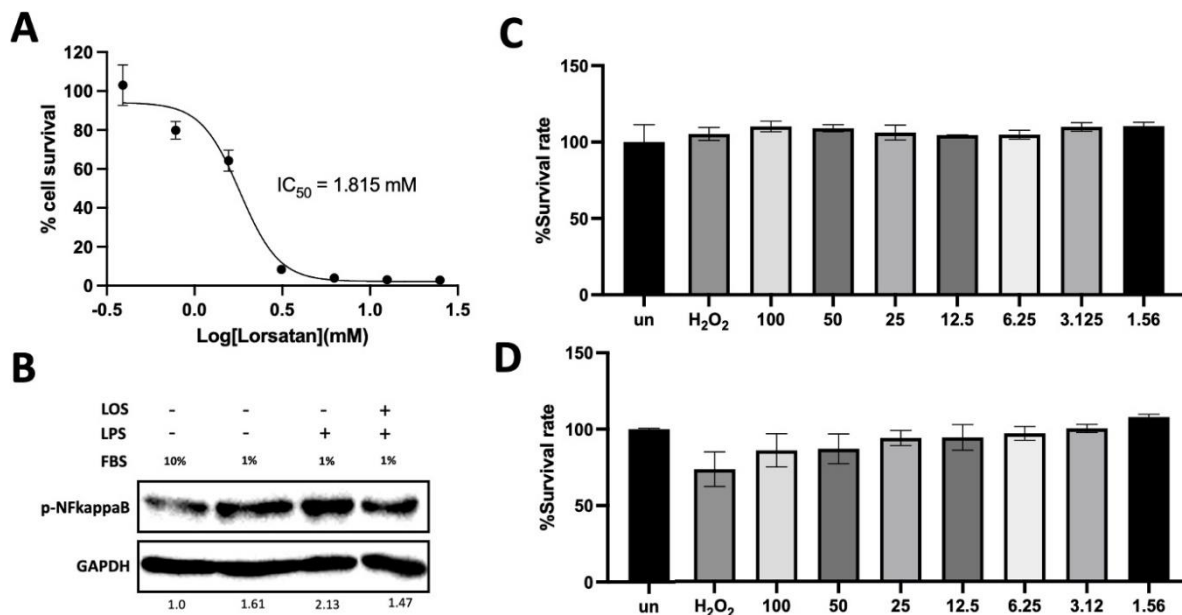 A
120
100
80
60
40
20
0
% cell survival
IC50 = 1.815 mM
-0.5 0.0 0.5 1.0 1.5
Log[Lorsatan](mM)
B
LOS - - - +
LPS - - + +
FBS 10% 1% 1% 1%
p-NFkappaB
GAPDH
1.0 1.61 2.13 1.47
C
150
100
50
0
%Survival rate
un H2O2 100 50 25 12.5 6.25 3.125 1.56
D
150
100
50
0
%Survival rate
un H2O2 100 50 25 12.5 6.25 3.12 1.56